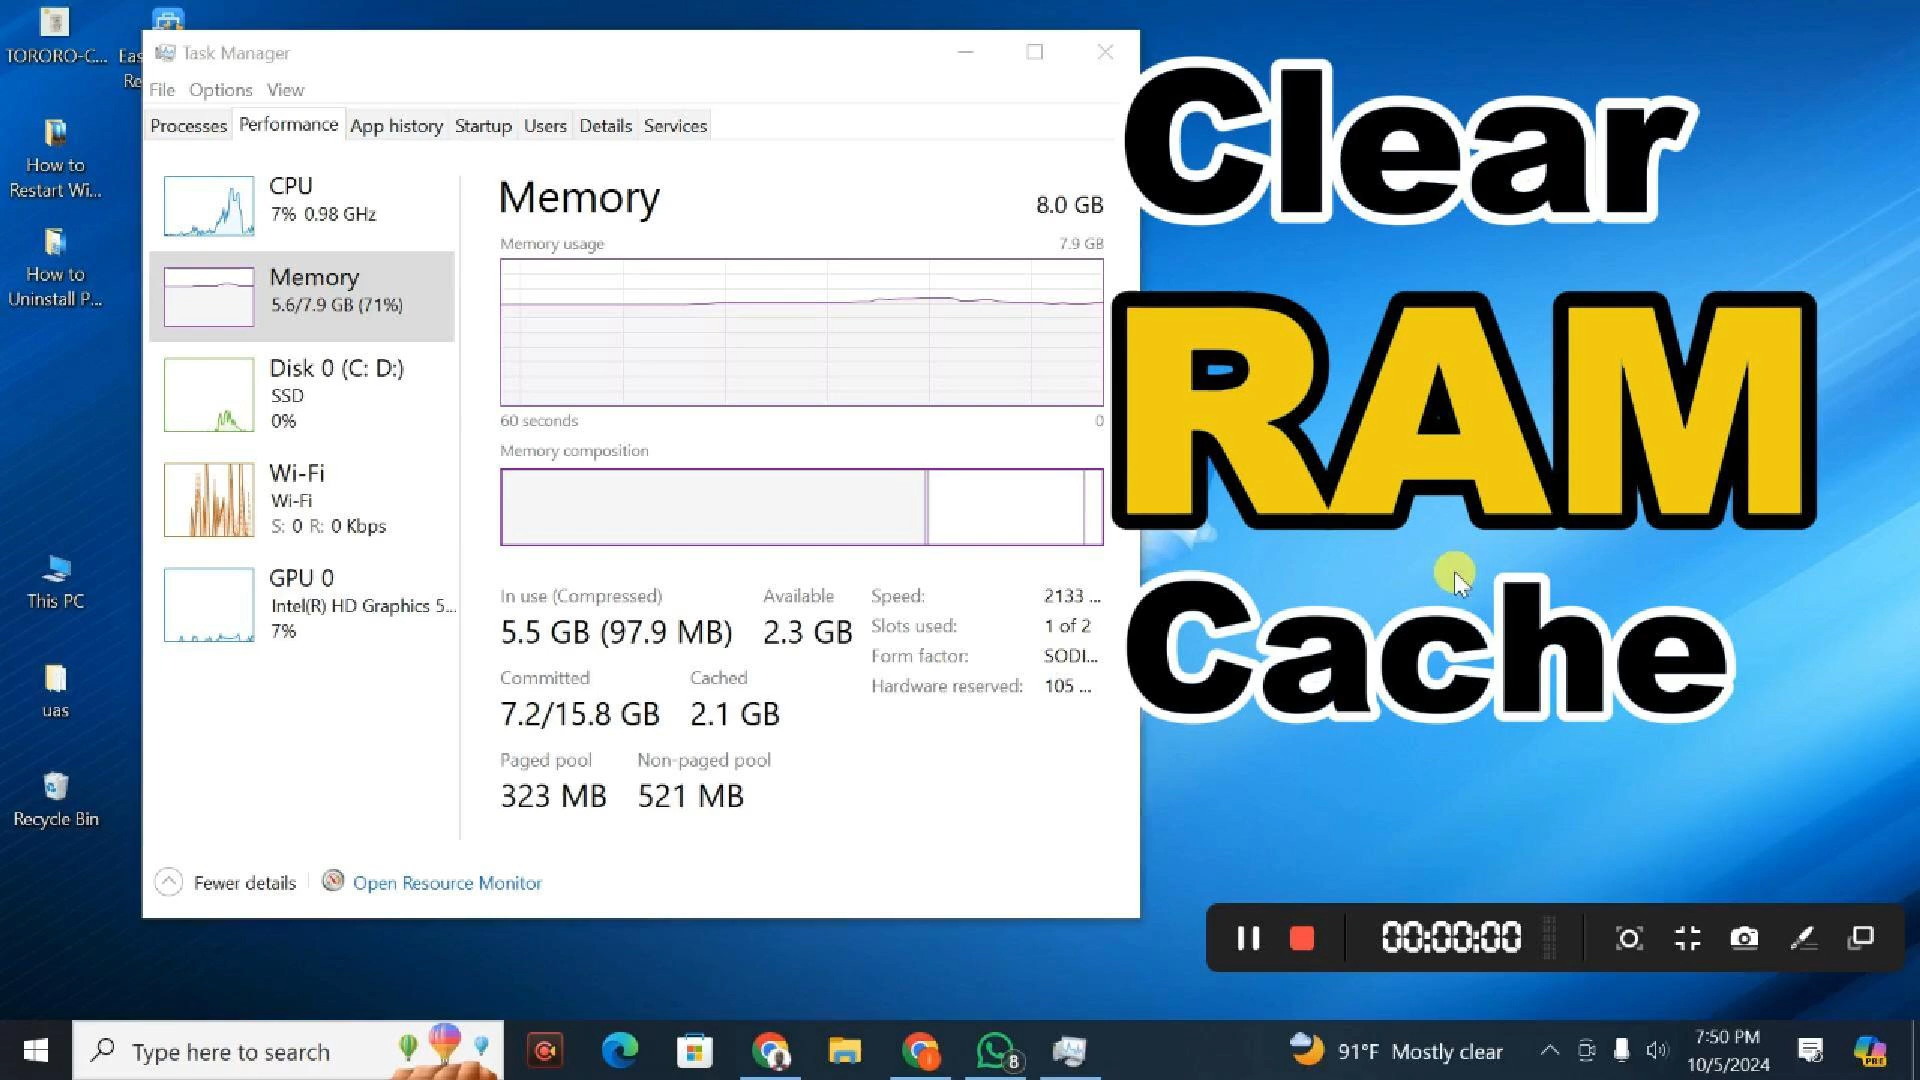 TORORO-C...
Eas
Re
How to
Restart Wi...
How to
Uninstall P...
This PC
uas
Recycle Bin
Task Manager
File Options View
Processes Performance App history Startup Users Details Services
CPU
7% 0.98 GHz
Memory
5.6/7.9 GB (71%)
Disk 0 (C: D:)
SSD
0%
Wi-Fi
Wi-Fi
S: 0 R: 0 Kbps
GPU 0
Intel(R) HD Graphics 5...
7%
Memory 8.0 GB
Memory usage 7.9 GB
60 seconds 0
Memory composition
In use (Compressed) Available
5.5 GB (97.9 MB) 2.3 GB
Committed Cached
7.2/15.8 GB 2.1 GB
Paged pool Non-paged pool
323 MB 521 MB
Speed: 2133 ...
Slots used: 1 of 2
Form factor: SODI...
Hardware reserved: 105 ...
Fewer details Open Resource Monitor
Clear
RAM
Cache
00:00:00
Type here to search
8
91°F Mostly clear
7:50 PM
10/5/2024
PRE